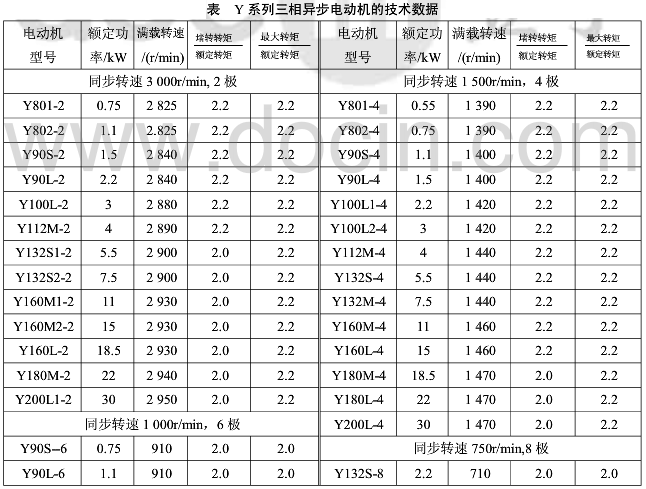 表 Y 系列三相异步电动机的技术数据
电动机型号 额定功率/kW 满载转速/(r/min) 堵转转矩/额定转矩 最大转矩/额定转矩 电动机型号 额定功率/kW 满载转速/(r/min) 堵转转矩/额定转矩 最大转矩/额定转矩
同步转速 3 000r/min, 2 极 同步转速 1 500r/min，4 极
Y801-2 0.75 2 825 2.2 2.2 Y801-4 0.55 1 390 2.2 2.2
Y802-2 1.1 2 825 2.2 2.2 Y802-4 0.75 1 390 2.2 2.2
Y90S-2 1.5 2 840 2.2 2.2 Y90S-4 1.1 1 400 2.2 2.2
Y90L-2 2.2 2 840 2.2 2.2 Y90L-4 1.5 1 400 2.2 2.2
Y100L-2 3 2 880 2.2 2.2 Y100L1-4 2.2 1 420 2.2 2.2
Y112M-2 4 2 890 2.2 2.2 Y100L2-4 3 1 420 2.2 2.2
Y132S1-2 5.5 2 900 2.0 2.2 Y112M-4 4 1 440 2.2 2.2
Y132S2-2 7.5 2 900 2.0 2.2 Y132S-4 5.5 1 440 2.2 2.2
Y160M1-2 11 2 930 2.0 2.2 Y132M-4 7.5 1 440 2.2 2.2
Y160M2-2 15 2 930 2.0 2.2 Y160M-4 11 1 460 2.2 2.2
Y160L-2 18.5 2 930 2.0 2.2 Y160L-4 15 1 460 2.2 2.2
Y180M-2 22 2 940 2.0 2.2 Y180M-4 18.5 1 470 2.0 2.2
Y200L1-2 30 2 950 2.0 2.2 Y180L-4 22 1 470 2.0 2.2
同步转速 1 000r/min，6 极 Y200L-4 30 1 470 2.0 2.2
Y90S--6 0.75 910 2.0 2.0 同步转速 750r/min,8 极
Y90L-6 1.1 910 2.0 2.0 Y132S-8 2.2 710 2.0 2.0